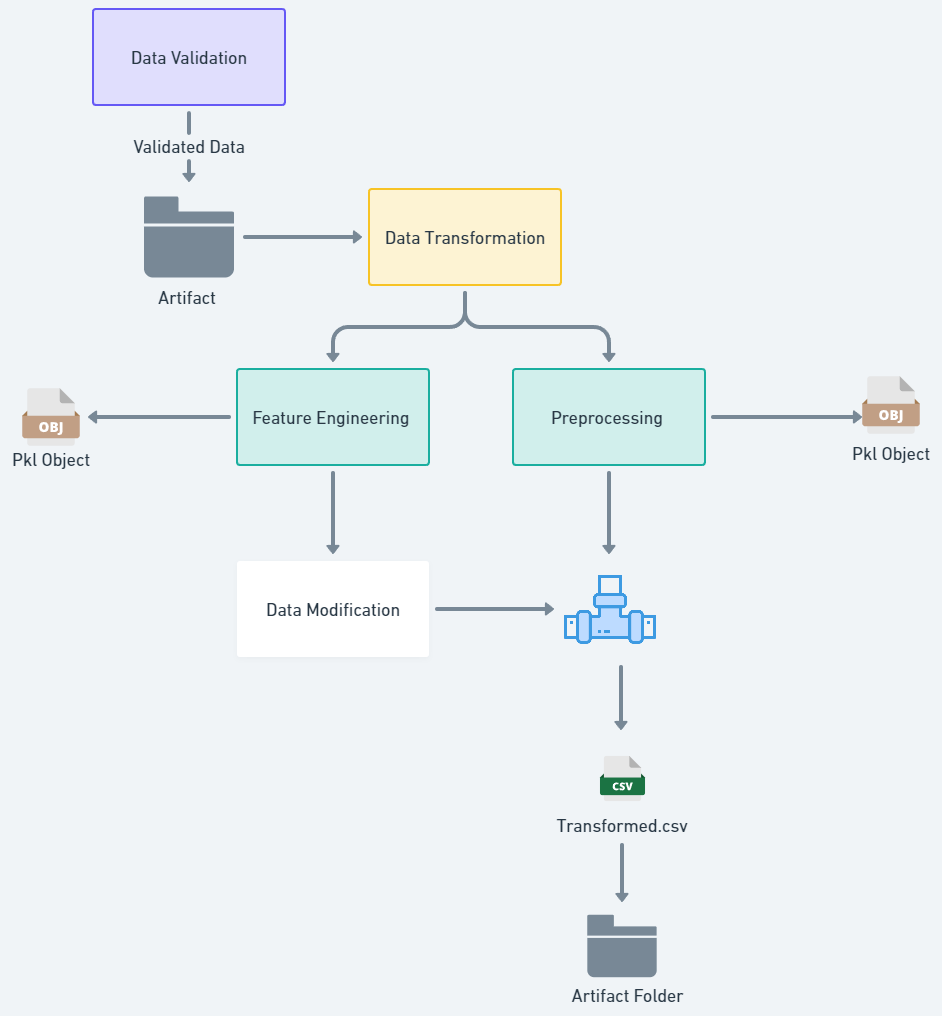 Data Validation
Validated Data
Data Transformation
Artifact
Feature Engineering
Preprocessing
OBJ
Pkl Object
OBJ
Pkl Object
Data Modification
CSV
Transformed.csv
Artifact Folder